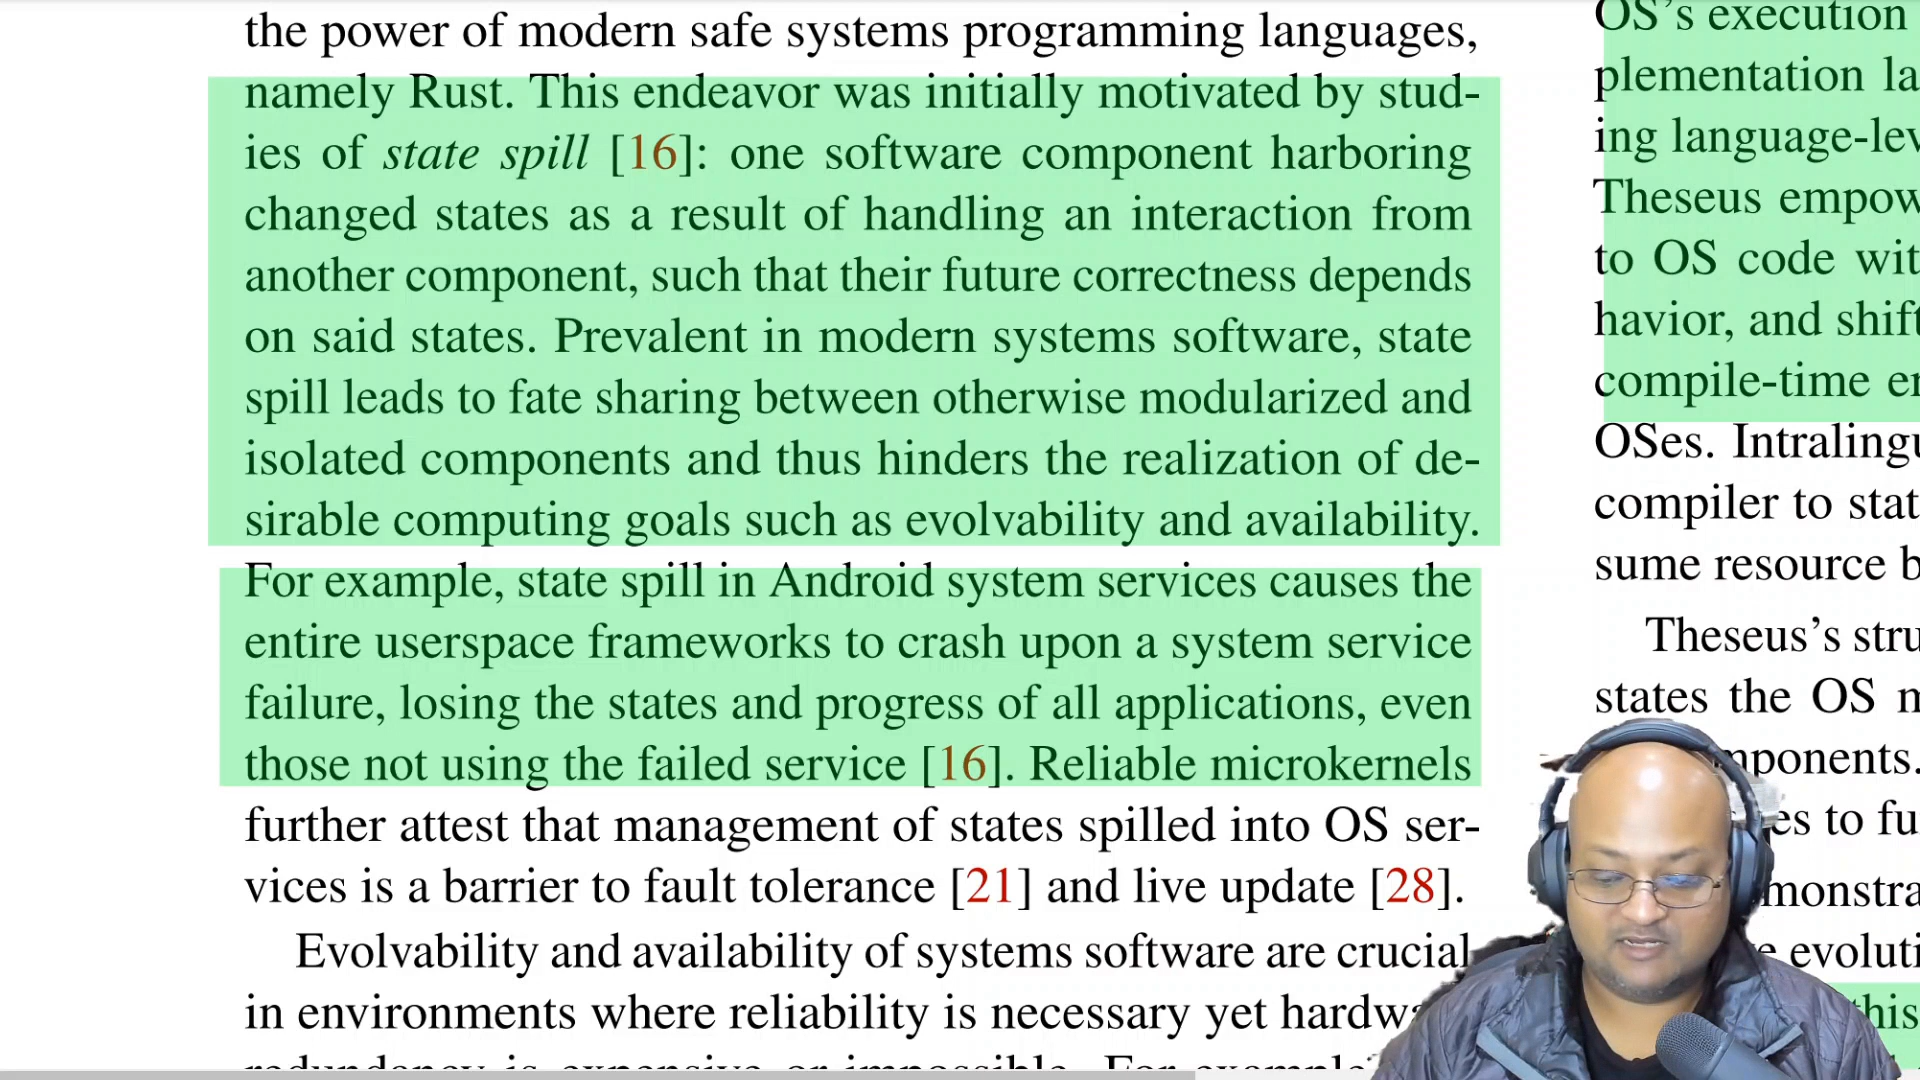 the power of modern safe systems programming languages,
namely Rust. This endeavor was initially motivated by stud-
ies of state spill [16]: one software component harboring
changed states as a result of handling an interaction from
another component, such that their future correctness depends
on said states. Prevalent in modern systems software, state
spill leads to fate sharing between otherwise modularized and
isolated components and thus hinders the realization of de-
sirable computing goals such as evolvability and availability.
For example, state spill in Android system services causes the
entire userspace frameworks to crash upon a system service
failure, losing the states and progress of all applications, even
those not using the failed service [16]. Reliable microkernels
further attest that management of states spilled into OS ser-
vices is a barrier to fault tolerance [21] and live update [28].
Evolvability and availability of systems software are crucial
in environments where reliability is necessary yet hardw
redundancy is expensive or impossible. For example
OS's execution
plementation la
ing language-lev
Theseus empow
to OS code wit
havior, and shift
compile-time en
OSes. Intralingu
compiler to stat
sume resource b
Theseus's stru
states the OS m
mponents.
es to fu
monstra
e evoluti
this